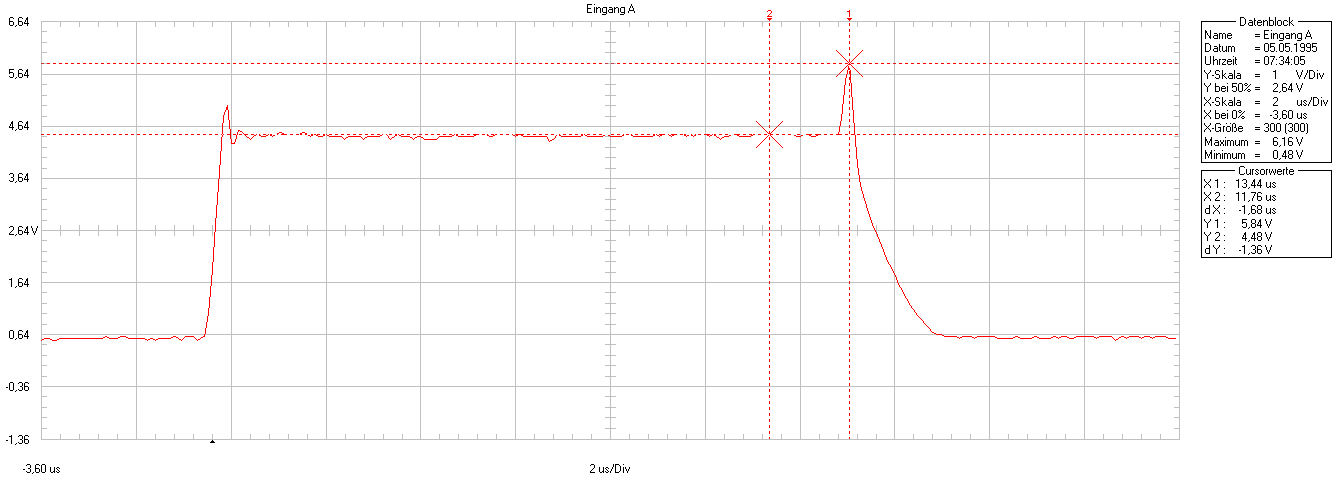 Eingang A
2 1
6,64
5,64
4,64
3,64
2,64 V
1,64
0,64
-0,36
-1,36
-3,60 us
2 us/Div
Datenblock
Name = Eingang A
Datum = 05.05.1995
Uhrzeit = 07:34:05
Y-Skala = 1 V/Div
Y bei 50% = 2,64 V
X-Skala = 2 us/Div
X bei 0% = -3,60 us
X-Größe = 300 (300)
Maximum = 6,16 V
Minimum = 0,48 V
Cursorwerte
X 1 : 13,44 us
X 2 : 11,76 us
d X : -1,68 us
Y 1 : 5,84 V
Y 2 : 4,48 V
d Y : -1,36 V